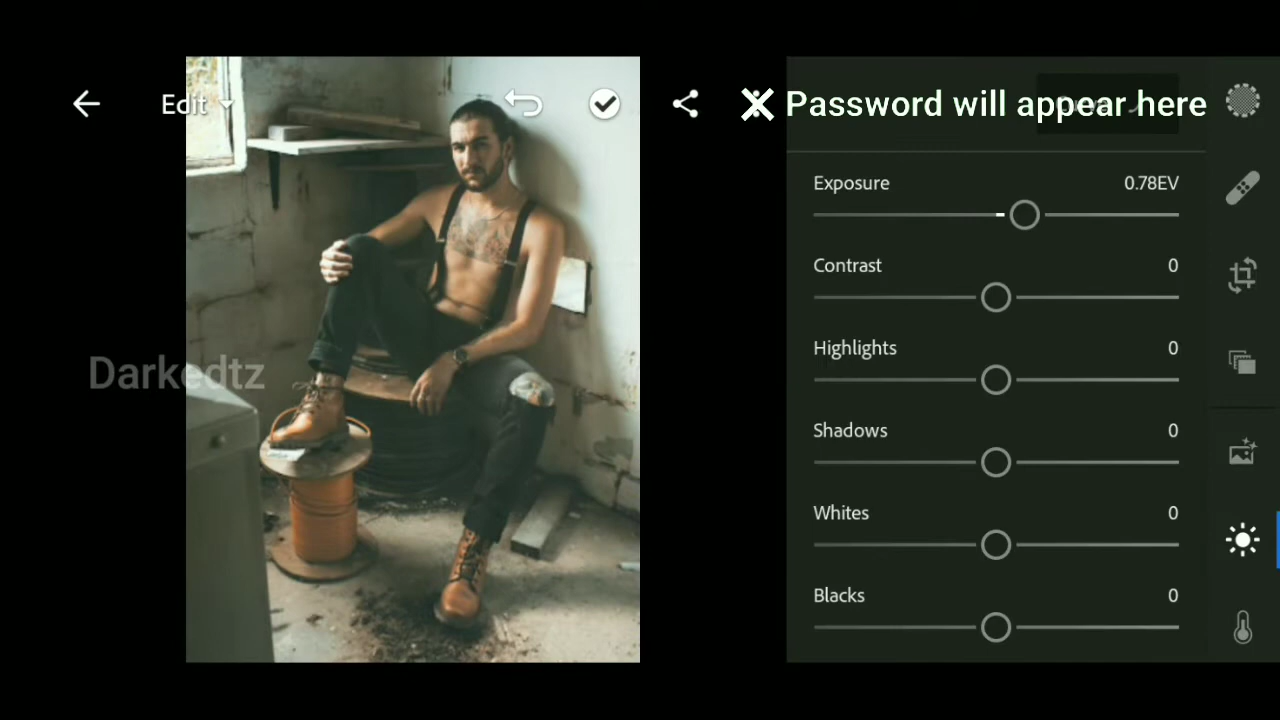 Edit
Password will appear here
Exposure 0.78EV
Contrast 0
Highlights 0
Darkedtz
Shadows 0
Whites 0
Blacks 0